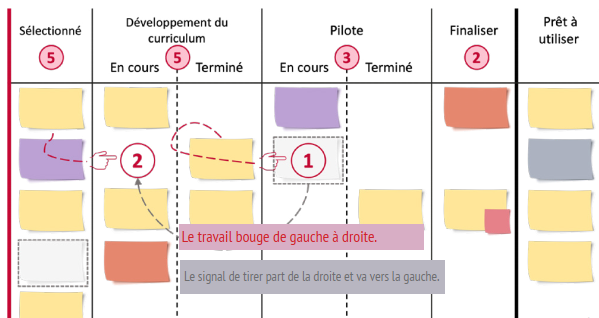 Sélectionné
5
Développement du
curriculum
5
En cours
Terminé
Pilote
3
En cours
Terminé
Finaliser
2
Prêt à
utiliser
2
1
Le travail bouge de gauche à droite.
Le signal de tirer part de la droite et va vers la gauche.